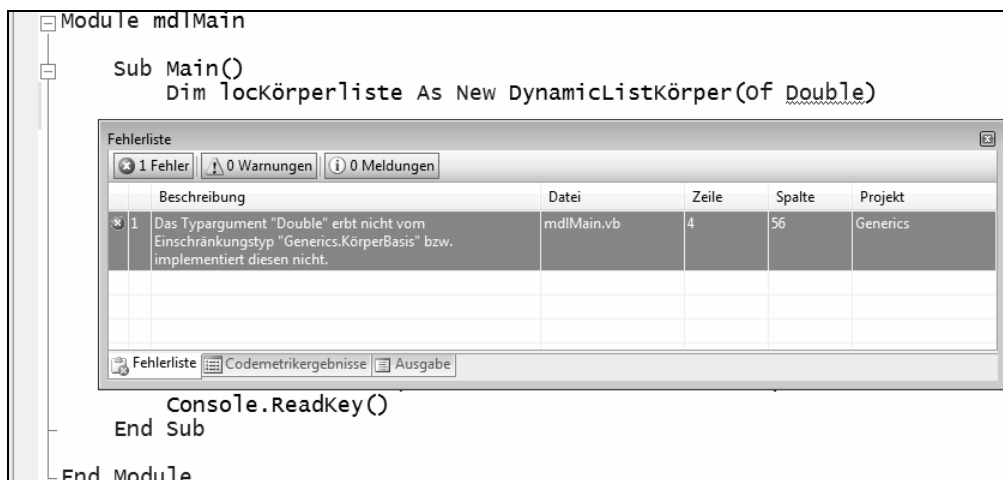 Module mdlMain
Sub Main()
Dim locKörperliste As New DynamicListKörper(Of Double)
Fehlerliste
1 Fehler 0 Warnungen 0 Meldungen
Beschreibung Datei Zeile Spalte Projekt
1 Das Typargument "Double" erbt nicht vom mdlMain.vb 4 56 Generics
Einschränkungstyp "Generics.KörperBasis" bzw.
implementiert diesen nicht.
Fehlerliste Codemetrikergebnisse Ausgabe
Console.ReadKey()
End Sub
End Module